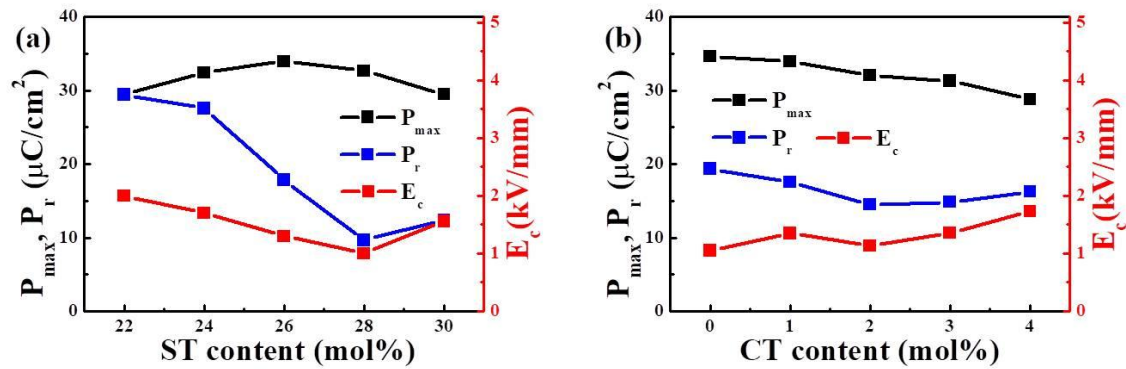 (a)
40
30
20
10
0
P_max, P_r (μC/cm²)
P_max
P_r
E_c
5
4
3
2
1
0
E_c (kV/mm)
22 24 26 28 30
ST content (mol%)
(b)
40
30
20
10
0
P_max, P_r (μC/cm²)
P_max
P_r E_c
5
4
3
2
1
0
E_c (kV/mm)
0 1 2 3 4
CT content (mol%)